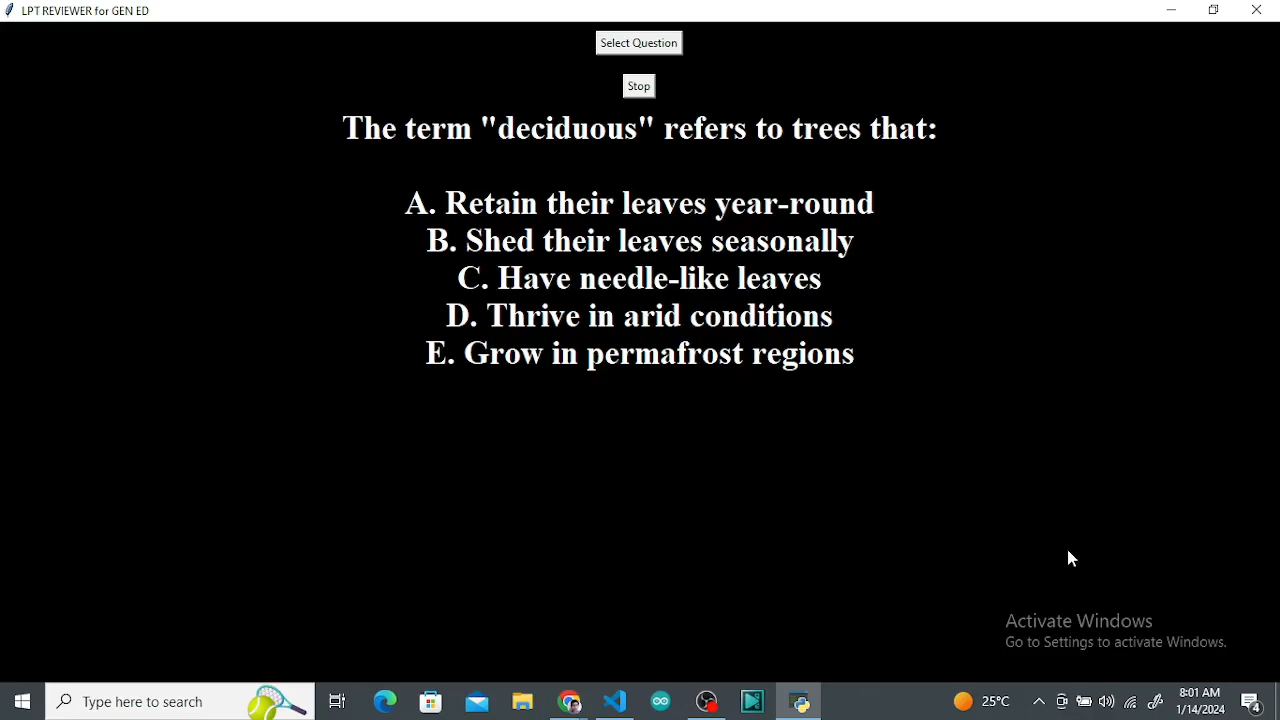 LPT REVIEWER for GEN ED
Select Question
Stop
The term "deciduous" refers to trees that:
A. Retain their leaves year-round
B. Shed their leaves seasonally
C. Have needle-like leaves
D. Thrive in arid conditions
E. Grow in permafrost regions
Activate Windows
Go to Settings to activate Windows.
Type here to search
25°C
8:01 AM
1/14/2024
4